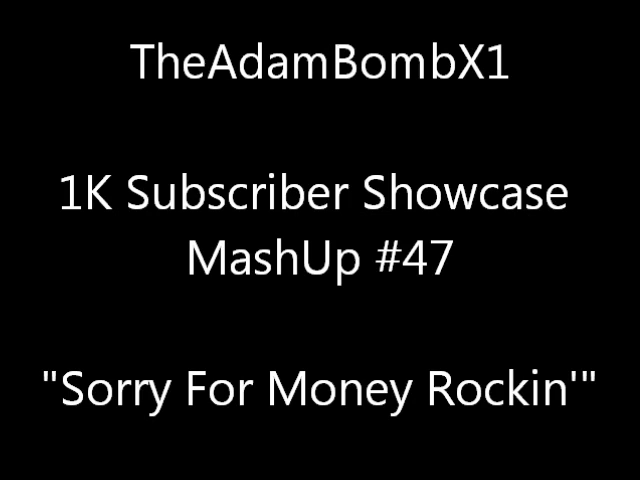 TheAdamBombX1
1K Subscriber Showcase
MashUp #47
"Sorry For Money Rockin'"